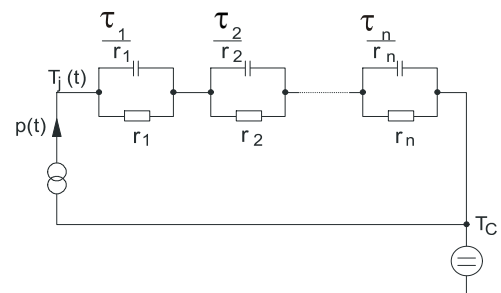 τ1/r1 τ2/r2 τn/rn
Tj(t)
p(t)
r1 r2 rn
TC